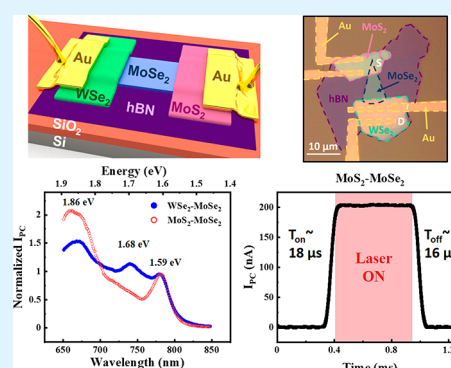 Au
WSe2
MoSe2
hBN
MoS2
Au
SiO2
Si
Au
MoS2
S
MoSe2
hBN
D
WSe2
Au
10 μm
Energy (eV)
1.9 1.8 1.7 1.6 1.5 1.4
1.86 eV
WSe2-MoSe2
MoS2-MoSe2
1.68 eV
1.59 eV
Normalized IPC
2
1.5
1
0.5
0
650 700 750 800 850
Wavelength (nm)
MoS2-MoSe2
IPC (nA)
200
100
0
Ton~
18 μs
Laser
ON
Toff~
16 μ
0 0.4 0.8 1.2
Time (ms)